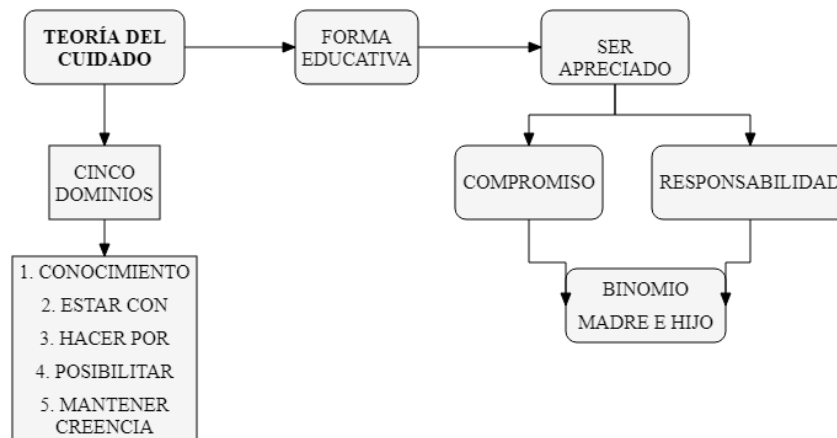 TEORÍA DEL
CUIDADO
FORMA
EDUCATIVA
SER
APRECIADO
CINCO
DOMINIOS
COMPROMISO
RESPONSABILIDAD
1. CONOCIMIENTO
2. ESTAR CON
3. HACER POR
4. POSIBILITAR
5. MANTENER
CREENCIA
BINOMIO
MADRE E HIJO